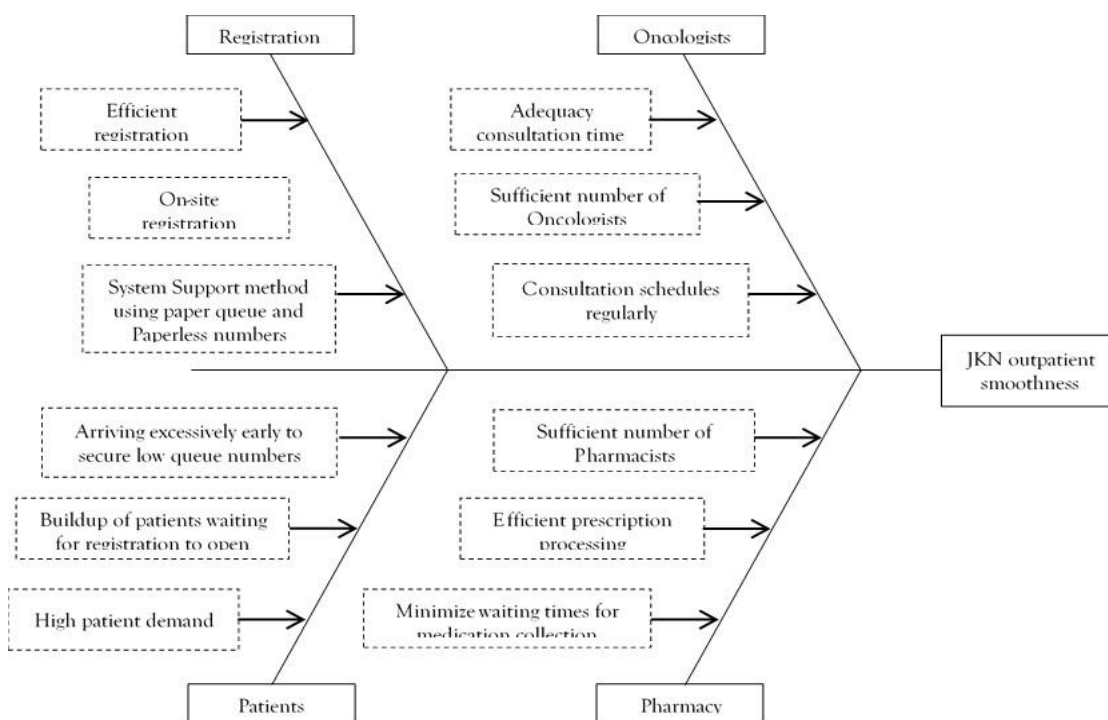 Registration
Oncologists
Efficient
registration
Adequacy
consultation time
On-site
registration
Sufficient number of
Oncologists
System Support method
using paper queue and
Paperless numbers
Consultation schedules
regularly
JKN outpatient
smoothness
Arriving excessively early to
secure low queue numbers
Sufficient number of
Pharmacists
Buildup of patients waiting
for registration to open
Efficient prescription
processing
High patient demand
Minimize waiting times for
medication collection
Patients
Pharmacy